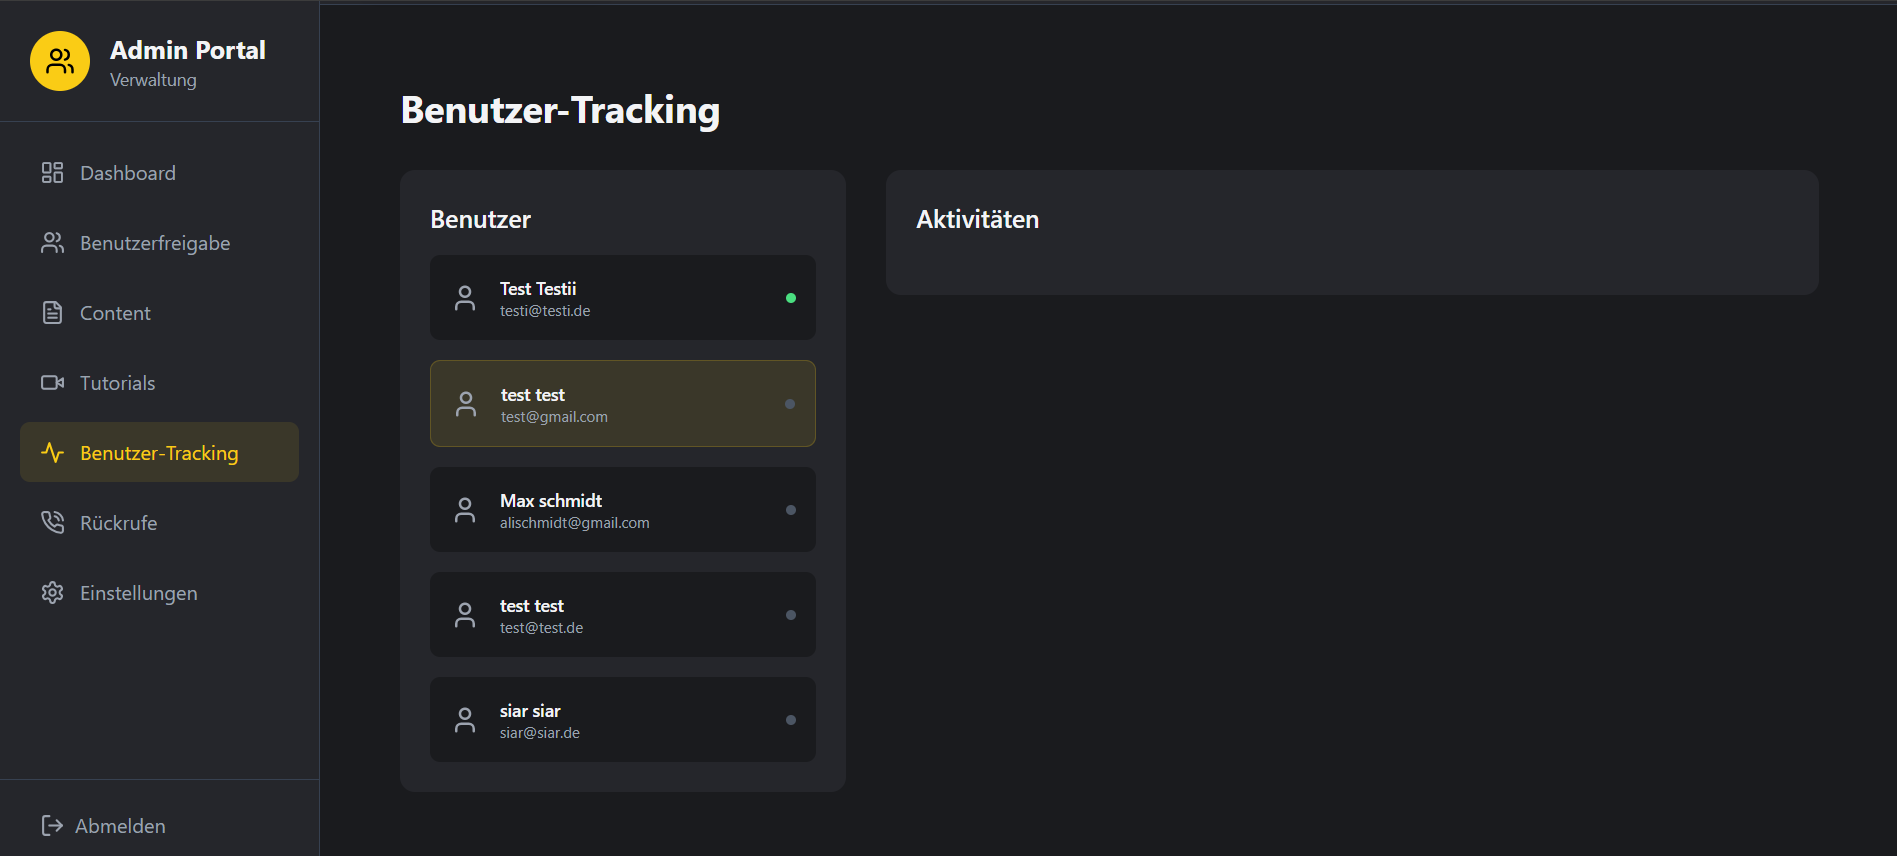 Admin Portal
Verwaltung
Dashboard
Benutzerfreigabe
Content
Tutorials
Benutzer-Tracking
Rückrufe
Einstellungen
Abmelden
Benutzer-Tracking
Benutzer
Test Testii
testi@testi.de
test test
test@gmail.com
Max schmidt
alischmidt@gmail.com
test test
test@test.de
siar siar
siar@siar.de
Aktivitäten